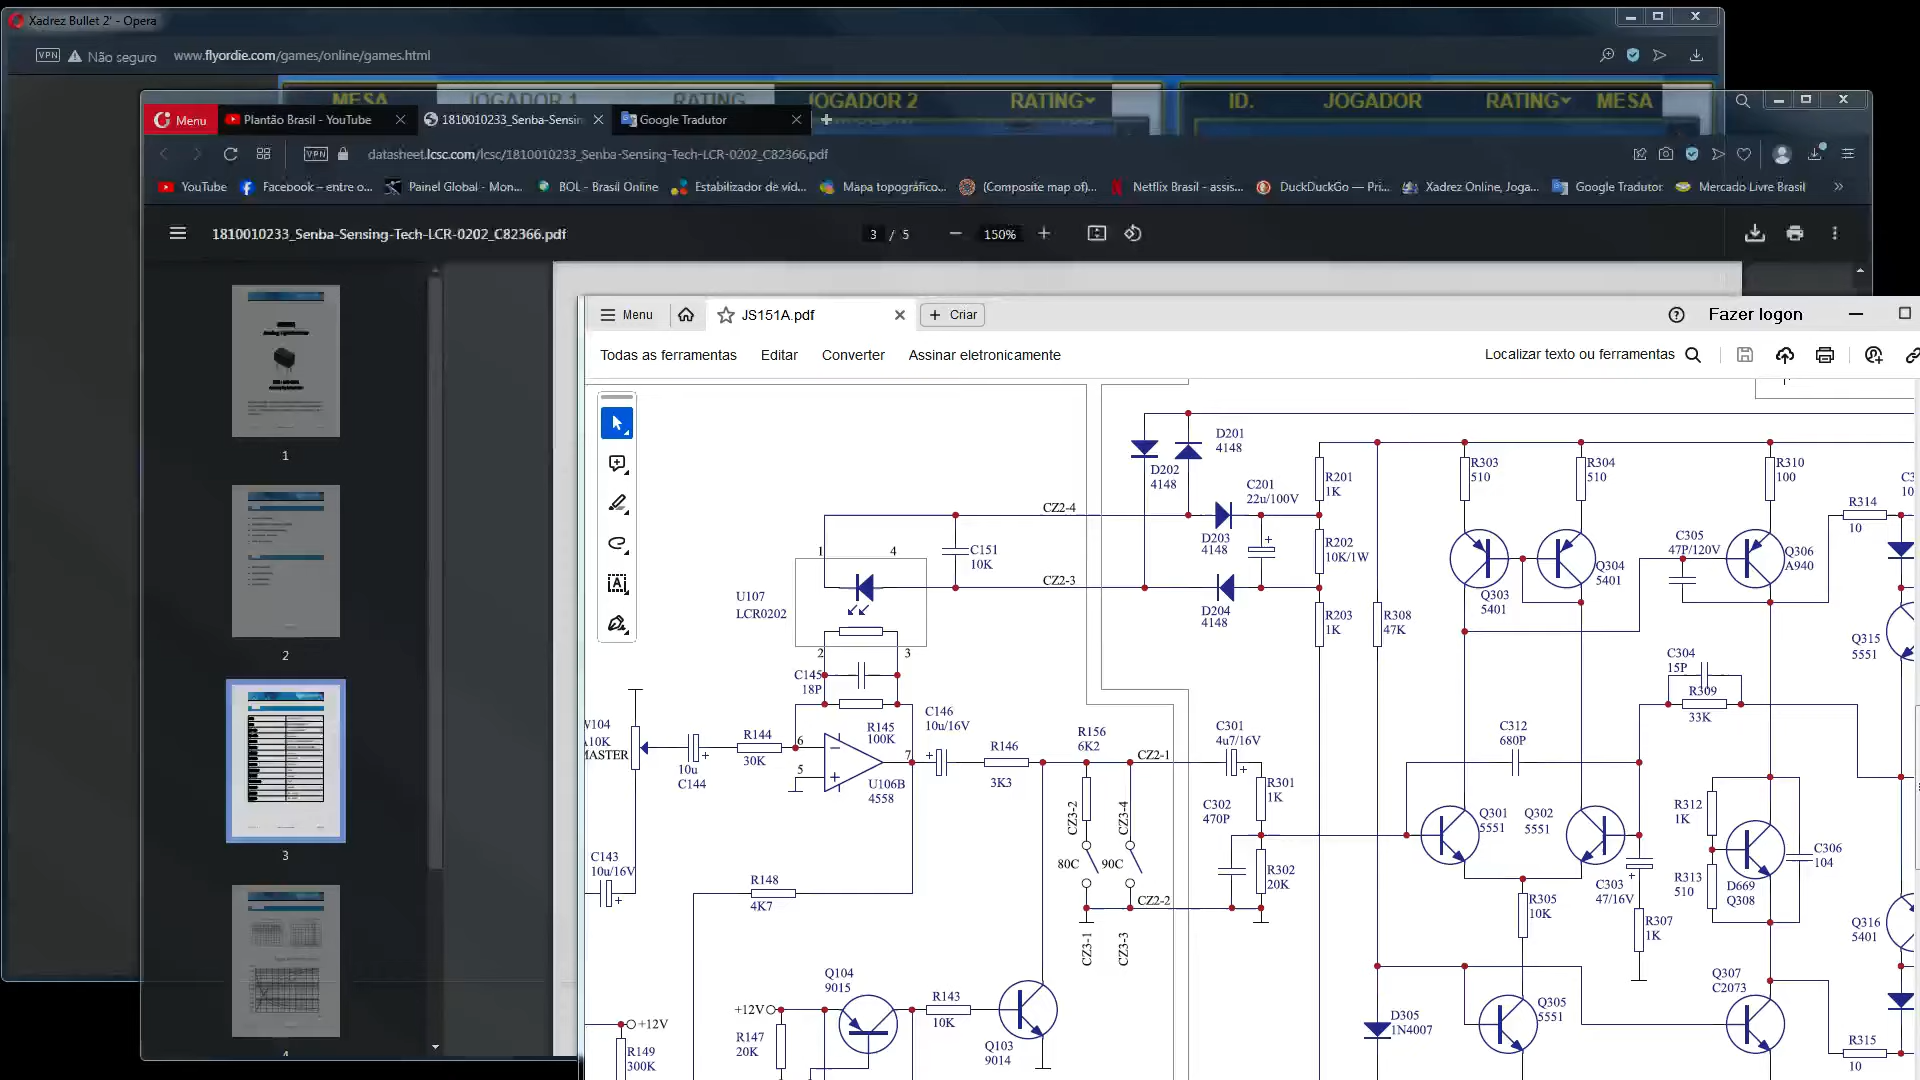 Xadrez Bullet 2' - Opera
VPN Não seguro www.flyordie.com/games/online/games.html
MESA JOGADOR 1 RATING JOGADOR 2 RATING ID. JOGADOR RATING MESA
Menu Plantão Brasil - YouTube 1810010233_Senba-Sensin Google Tradutor
VPN datasheet.lcsc.com/lcsc/1810010233_Senba-Sensing-Tech-LCR-0202_C82366.pdf
YouTube Facebook – entre o... Painel Global - Mon... BOL - Brasil Online Estabilizador de víd... Mapa topográfico... (Composite map of)... Netflix Brasil - assis... DuckDuckGo — Pri... Xadrez Online, Joga... Google Tradutor Mercado Livre Brasil »
1810010233_Senba-Sensing-Tech-LCR-0202_C82366.pdf 3 / 5 — 150% +
1
2
3
Menu JS151A.pdf + Criar Fazer logon
Todas as ferramentas Editar Converter Assinar eletronicamente Localizar texto ou ferramentas
D201
4148
D202
4148
CZ2-4
C201
22u/100V
R201
1K
D203
4148
R202
10K/1W
1
4
C151
10K
CZ2-3
U107
LCR0202
D204
4148
R203
1K
R308
47K
2
3
C145
18P
R145
100K
C146
10u/16V
R144
30K
10u
C144
6
5
7
U106B
4558
R146
3K3
R156
6K2
CZ2-1
C301
4u7/16V
C302
470P
R301
1K
R302
20K
CZ3-2
CZ3-4
80C
90C
CZ2-2
CZ3-1
CZ3-3
MASTER
C143
10u/16V
R148
4K7
Q104
9015
+12V
R147
20K
R143
10K
Q103
9014
+12V
R149
300K
R303
510
R304
510
R310
100
R314
10
Q303
5401
Q304
5401
C305
47P/120V
Q306
A940
Q315
5551
C304
15P
R309
33K
C312
680P
Q301
5551
Q302
5551
C303
47/16V
R305
10K
R307
1K
R312
1K
R313
510
D669
Q308
C306
104
Q316
5401
Q307
C2073
D305
1N4007
Q305
5551
R315
10